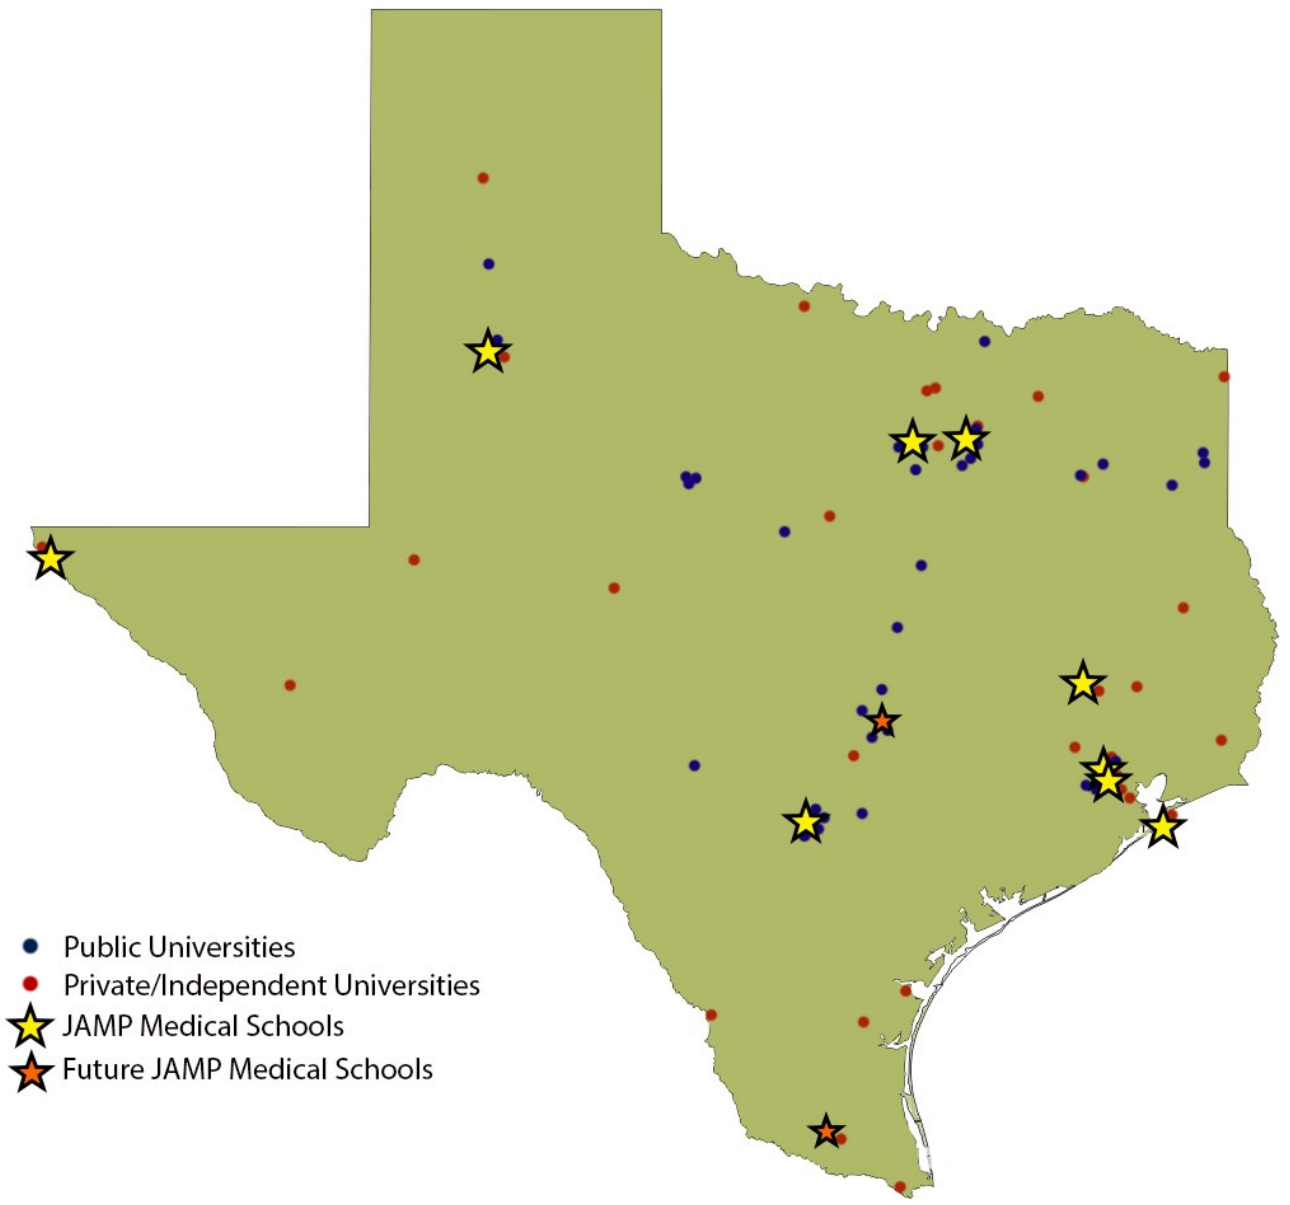 Public Universities
Private/Independent Universities
JAMP Medical Schools
Future JAMP Medical Schools